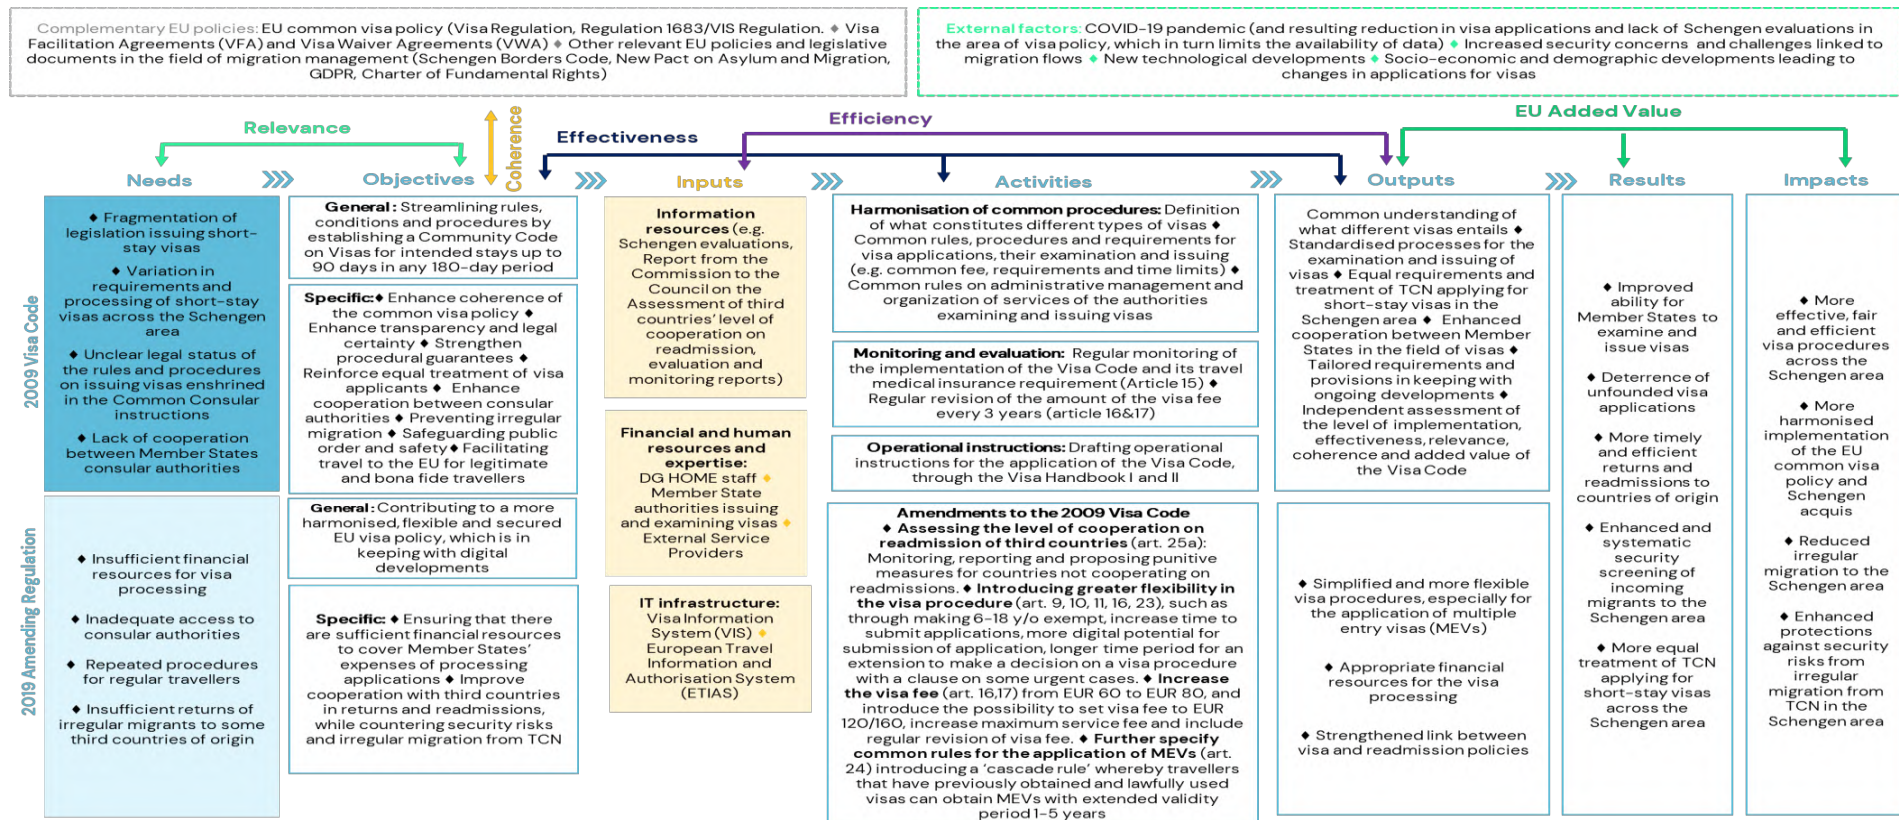 Complementary EU policies: EU common visa policy (Visa Regulation, Regulation 1683/VIS Regulation. ◆ Visa
Facilitation Agreements (VFA) and Visa Waiver Agreements (VWA) ◆ Other relevant EU policies and legislative
documents in the field of migration management (Schengen Borders Code, New Pact on Asylum and Migration,
GDPR, Charter of Fundamental Rights)
External factors: COVID-19 pandemic (and resulting reduction in visa applications and lack of Schengen evaluations in
the area of visa policy, which in turn limits the availability of data) ◆ Increased security concerns and challenges linked to
migration flows ◆ New technological developments ◆ Socio-economic and demographic developments leading to
changes in applications for visas
Relevance
Coherence
Effectiveness
Efficiency
EU Added Value
Needs
Objectives
Inputs
Activities
Outputs
Results
Impacts
2009 Visa Code
◆ Fragmentation of
legislation issuing short-
stay visas
◆ Variation in
requirements and
processing of short-stay
visas across the Schengen
area
◆ Unclear legal status of
the rules and procedures
on issuing visas enshrined
in the Common Consular
instructions
◆ Lack of cooperation
between Member States
consular authorities
2019 Amending Regulation
◆ Insufficient financial
resources for visa
processing
◆ Inadequate access to
consular authorities
◆ Repeated procedures
for regular travellers
◆ Insufficient returns of
irregular migrants to some
third countries of origin
General: Streamlining rules,
conditions and procedures by
establishing a Community Code
on Visas for intended stays up to
90 days in any 180-day period
Specific: ◆ Enhance coherence of
the common visa policy ◆
Enhance transparency and legal
certainty ◆ Strengthen
procedural guarantees ◆
Reinforce equal treatment of visa
applicants ◆ Enhance
cooperation between consular
authorities ◆ Preventing irregular
migration ◆ Safeguarding public
order and safety ◆ Facilitating
travel to the EU for legitimate
and bona fide travellers
General: Contributing to a more
harmonised, flexible and secured
EU visa policy, which is in
keeping with digital
developments
Specific: ◆ Ensuring that there
are sufficient financial resources
to cover Member States'
expenses of processing
applications ◆ Improve
cooperation with third countries
in returns and readmissions,
while countering security risks
and irregular migration from TCN
Information
resources (e.g.
Schengen evaluations,
Report from the
Commission to the
Council on the
Assessment of third
countries' level of
cooperation on
readmission,
evaluation and
monitoring reports)
Financial and human
resources and
expertise:
DG HOME staff ◆
Member State
authorities issuing
and examining visas ◆
External Service
Providers
IT infrastructure:
Visa Information
System (VIS) ◆
European Travel
Information and
Authorisation System
(ETIAS)
Harmonisation of common procedures: Definition
of what constitutes different types of visas ◆
Common rules, procedures and requirements for
visa applications, their examination and issuing
(e.g. common fee, requirements and time limits) ◆
Common rules on administrative management and
organization of services of the authorities
examining and issuing visas
Monitoring and evaluation: Regular monitoring of
the implementation of the Visa Code and its travel
medical insurance requirement (Article 15) ◆
Regular revision of the amount of the visa fee
every 3 years (article 16&17)
Operational instructions: Drafting operational
instructions for the application of the Visa Code,
through the Visa Handbook I and II
Amendments to the 2009 Visa Code
◆ Assessing the level of cooperation on
readmission of third countries (art. 25a):
Monitoring, reporting and proposing punitive
measures for countries not cooperating on
readmissions. ◆ Introducing greater flexibility in
the visa procedure (art. 9, 10, 11, 16, 23), such as
through making 6-18 y/o exempt, increase time to
submit applications, more digital potential for
submission of application, longer time period for an
extension to make a decision on a visa procedure
with a clause on some urgent cases. ◆ Increase
the visa fee (art. 16,17) from EUR 60 to EUR 80, and
introduce the possibility to set visa fee to EUR
120/160, increase maximum service fee and include
regular revision of visa fee. ◆ Further specify
common rules for the application of MEVs (art.
24) introducing a 'cascade rule' whereby travellers
that have previously obtained and lawfully used
visas can obtain MEVs with extended validity
period 1-5 years
Common understanding of
what different visas entails ◆
Standardised processes for the
examination and issuing of
visas ◆ Equal requirements and
treatment of TCN applying for
short-stay visas in the
Schengen area ◆ Enhanced
cooperation between Member
States in the field of visas ◆
Tailored requirements and
provisions in keeping with
ongoing developments ◆
Independent assessment of
the level of implementation,
effectiveness, relevance,
coherence and added value of
the Visa Code
◆ Simplified and more flexible
visa procedures, especially for
the application of multiple
entry visas (MEVs)
◆ Appropriate financial
resources for the visa
processing
◆ Strengthened link between
visa and readmission policies
◆ Improved
ability for
Member States to
examine and
issue visas
◆ Deterrence of
unfounded visa
applications
◆ More timely
and efficient
returns and
readmissions to
countries of origin
◆ Enhanced and
systematic
security
screening of
incoming
migrants to the
Schengen area
◆ More equal
treatment of TCN
applying for
short-stay visas
across the
Schengen area
◆ More
effective, fair
and efficient
visa procedures
across the
Schengen area
◆ More
harmonised
implementation
of the EU
common visa
policy and
Schengen
acquis
◆ Reduced
irregular
migration to the
Schengen area
◆ Enhanced
protections
against security
risks from
irregular
migration from
TCN in the
Schengen area